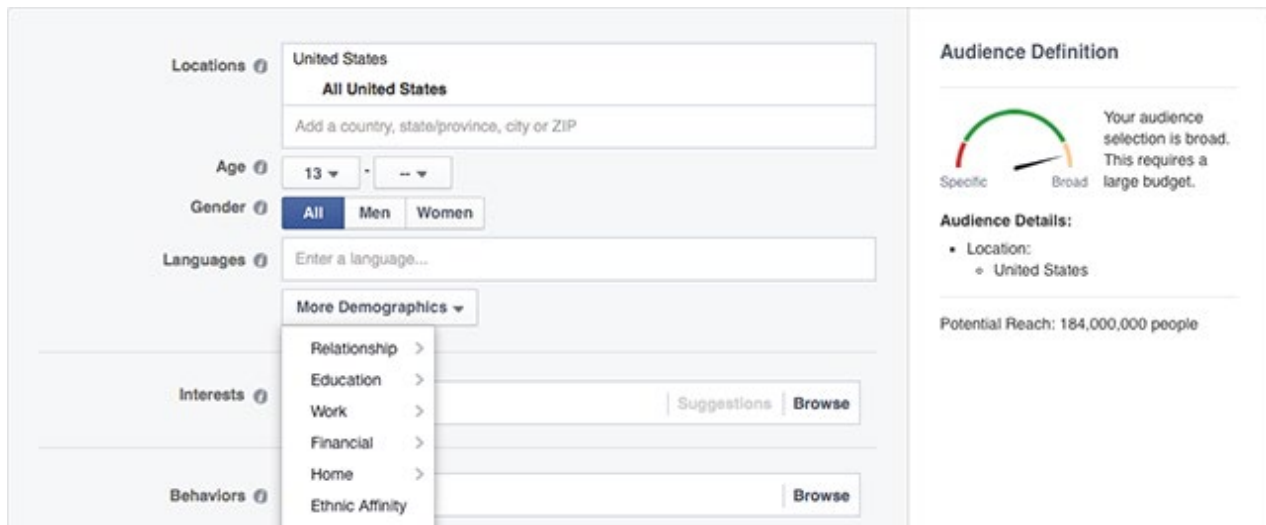 Locations
United States
All United States
Add a country, state/province, city or ZIP
Age
13 - --
Gender
All Men Women
Languages
Enter a language...
More Demographics
Relationship
Education
Work
Financial
Home
Ethnic Affinity
Interests
Suggestions Browse
Behaviors
Browse
Audience Definition
Specific Broad
Your audience
selection is broad.
This requires a
large budget.
Audience Details:
Location:
United States
Potential Reach: 184,000,000 people